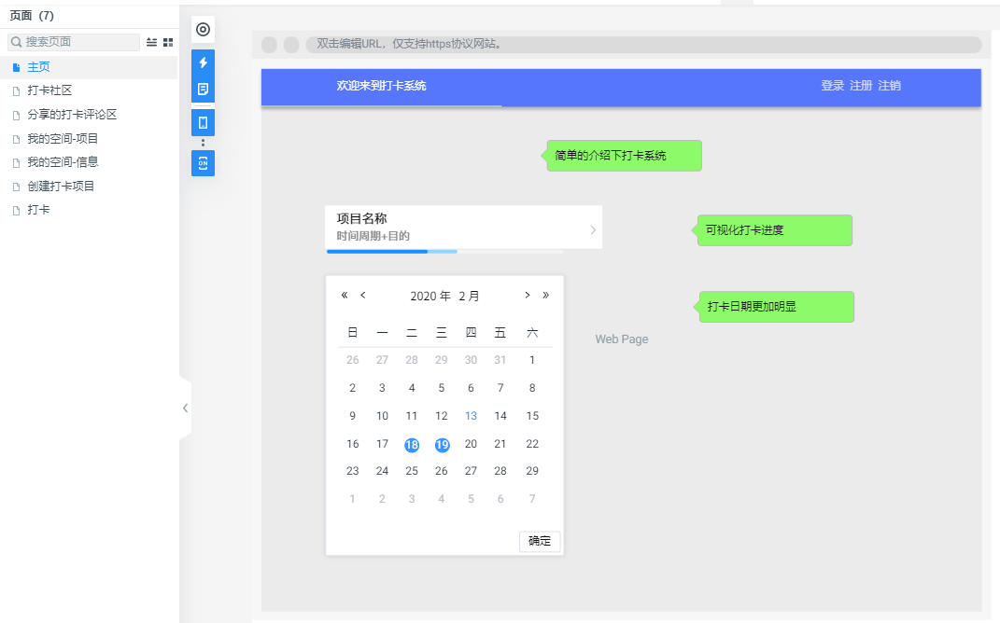 页面 (7)
搜索页面
主页
打卡社区
分享的打卡评论区
我的空间-项目
我的空间-信息
创建打卡项目
打卡
ON
双击编辑URL，仅支持https协议网站。
欢迎来到打卡系统
登录 注册 注销
简单的介绍下打卡系统
项目名称
时间周期+目的
可视化打卡进度
« < 2020 年 2 月 > »
打卡日期更加明显
日 一 二 三 四 五 六
Web Page
26 27 28 29 30 31 1
2 3 4 5 6 7 8
9 10 11 12 13 14 15
16 17 18 19 20 21 22
23 24 25 26 27 28 29
1 2 3 4 5 6 7
确定